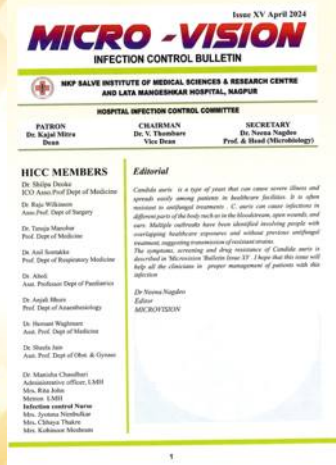 Issue XV April 2024
MICRO -VISION
INFECTION CONTROL BULLETIN
NKP SALVE INSTITUTE OF MEDICAL SCIENCES & RESEARCH CENTRE
AND LATA MANGESHKAR HOSPITAL, NAGPUR
HOSPITAL INFECTION CONTROL COMMITTEE
PATRON
Dr. Kajal Mitra
Dean
CHAIRMAN
Dr. V. Thombare
Vice Dean
SECRETARY
Dr. Neena Nagdeo
Prof. & Head (Microbiology)
HICC MEMBERS
Dr. Shilpa Deoke
ICO Asso.Prof Dept of Medicine
Dr. Raju Wilkinson
Asso.Prof. Dept of Surgery
Dr. Tanuja Manohar
Prof. Dept of Medicine
Dr. Anil Sontakke
Prof. Dept of Respiratory Medicine
Dr.
Asst. Professor Dept of Paediatrics
Dr. Anjali Bhure
Prof. Dept of Anaesthesiology
Dr. Hemant Waghmare
Asst. Prof. Dept of Medicine
Dr. Sheela Jain
Asst. Prof. Dept of Obst. & Gynaec
Dr. Manisha Chaudhari
Administrative officer, LMH
Mrs. Rita John
Metron LMH
Infection control Nurse
Mrs. Jyotsna Nimbulkar
Mrs. Chhaya Thakre
Mrs. Kohinoor Meshram
Editorial
Candida auris is a type of yeast that can cause severe illness and
spreads easily among patients in healthcare facilities. It is often
resistant to antifungal treatments . C. auris can cause infections in
different parts of the body such as in the bloodstream, open wounds, and
ears. Multiple outbreaks have been identified involving people with
overlapping healthcare exposures and without previous antifungal
treatment, suggesting transmission of resistant strains.
The symptoms, screening and drug resistance of Candida auris is
described in 'Microvision 'Bulletin Issue XV . I hope that this issue will
help all the clinicians in proper management of patients with this
infection
Dr Neena Nagdeo
Editor
MICROVISION
1